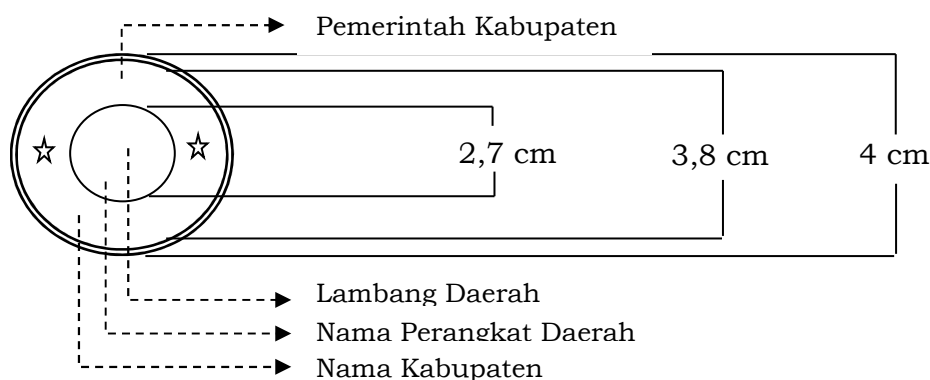 Pemerintah Kabupaten
2,7 cm
3,8 cm
4 cm
Lambang Daerah
Nama Perangkat Daerah
Nama Kabupaten